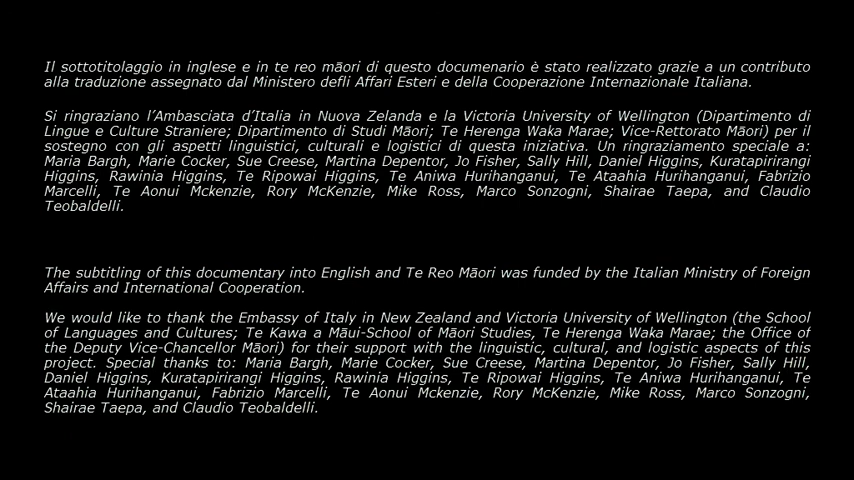 Il sottotitolaggio in inglese e in te reo māori di questo documenario è stato realizzato grazie a un contributo
alla traduzione assegnato dal Ministero defli Affari Esteri e della Cooperazione Internazionale Italiana.
Si ringraziano l'Ambasciata d'Italia in Nuova Zelanda e la Victoria University of Wellington (Dipartimento di
Lingue e Culture Straniere; Dipartimento di Studi Māori; Te Herenga Waka Marae; Vice-Rettorato Māori) per il
sostegno con gli aspetti linguistici, culturali e logistici di questa iniziativa. Un ringraziamento speciale a:
Maria Bargh, Marie Cocker, Sue Creese, Martina Depentor, Jo Fisher, Sally Hill, Daniel Higgins, Kuratapirirangi
Higgins, Rawinia Higgins, Te Ripowai Higgins, Te Aniwa Hurihanganui, Te Ataahia Hurihanganui, Fabrizio
Marcelli, Te Aonui Mckenzie, Rory McKenzie, Mike Ross, Marco Sonzogni, Shairae Taepa, and Claudio
Teobaldelli.
The subtitling of this documentary into English and Te Reo Māori was funded by the Italian Ministry of Foreign
Affairs and International Cooperation.
We would like to thank the Embassy of Italy in New Zealand and Victoria University of Wellington (the School
of Languages and Cultures; Te Kawa a Māui-School of Māori Studies, Te Herenga Waka Marae; the Office of
the Deputy Vice-Chancellor Māori) for their support with the linguistic, cultural, and logistic aspects of this
project. Special thanks to: Maria Bargh, Marie Cocker, Sue Creese, Martina Depentor, Jo Fisher, Sally Hill,
Daniel Higgins, Kuratapirirangi Higgins, Rawinia Higgins, Te Ripowai Higgins, Te Aniwa Hurihanganui, Te
Ataahia Hurihanganui, Fabrizio Marcelli, Te Aonui Mckenzie, Rory McKenzie, Mike Ross, Marco Sonzogni,
Shairae Taepa, and Claudio Teobaldelli.